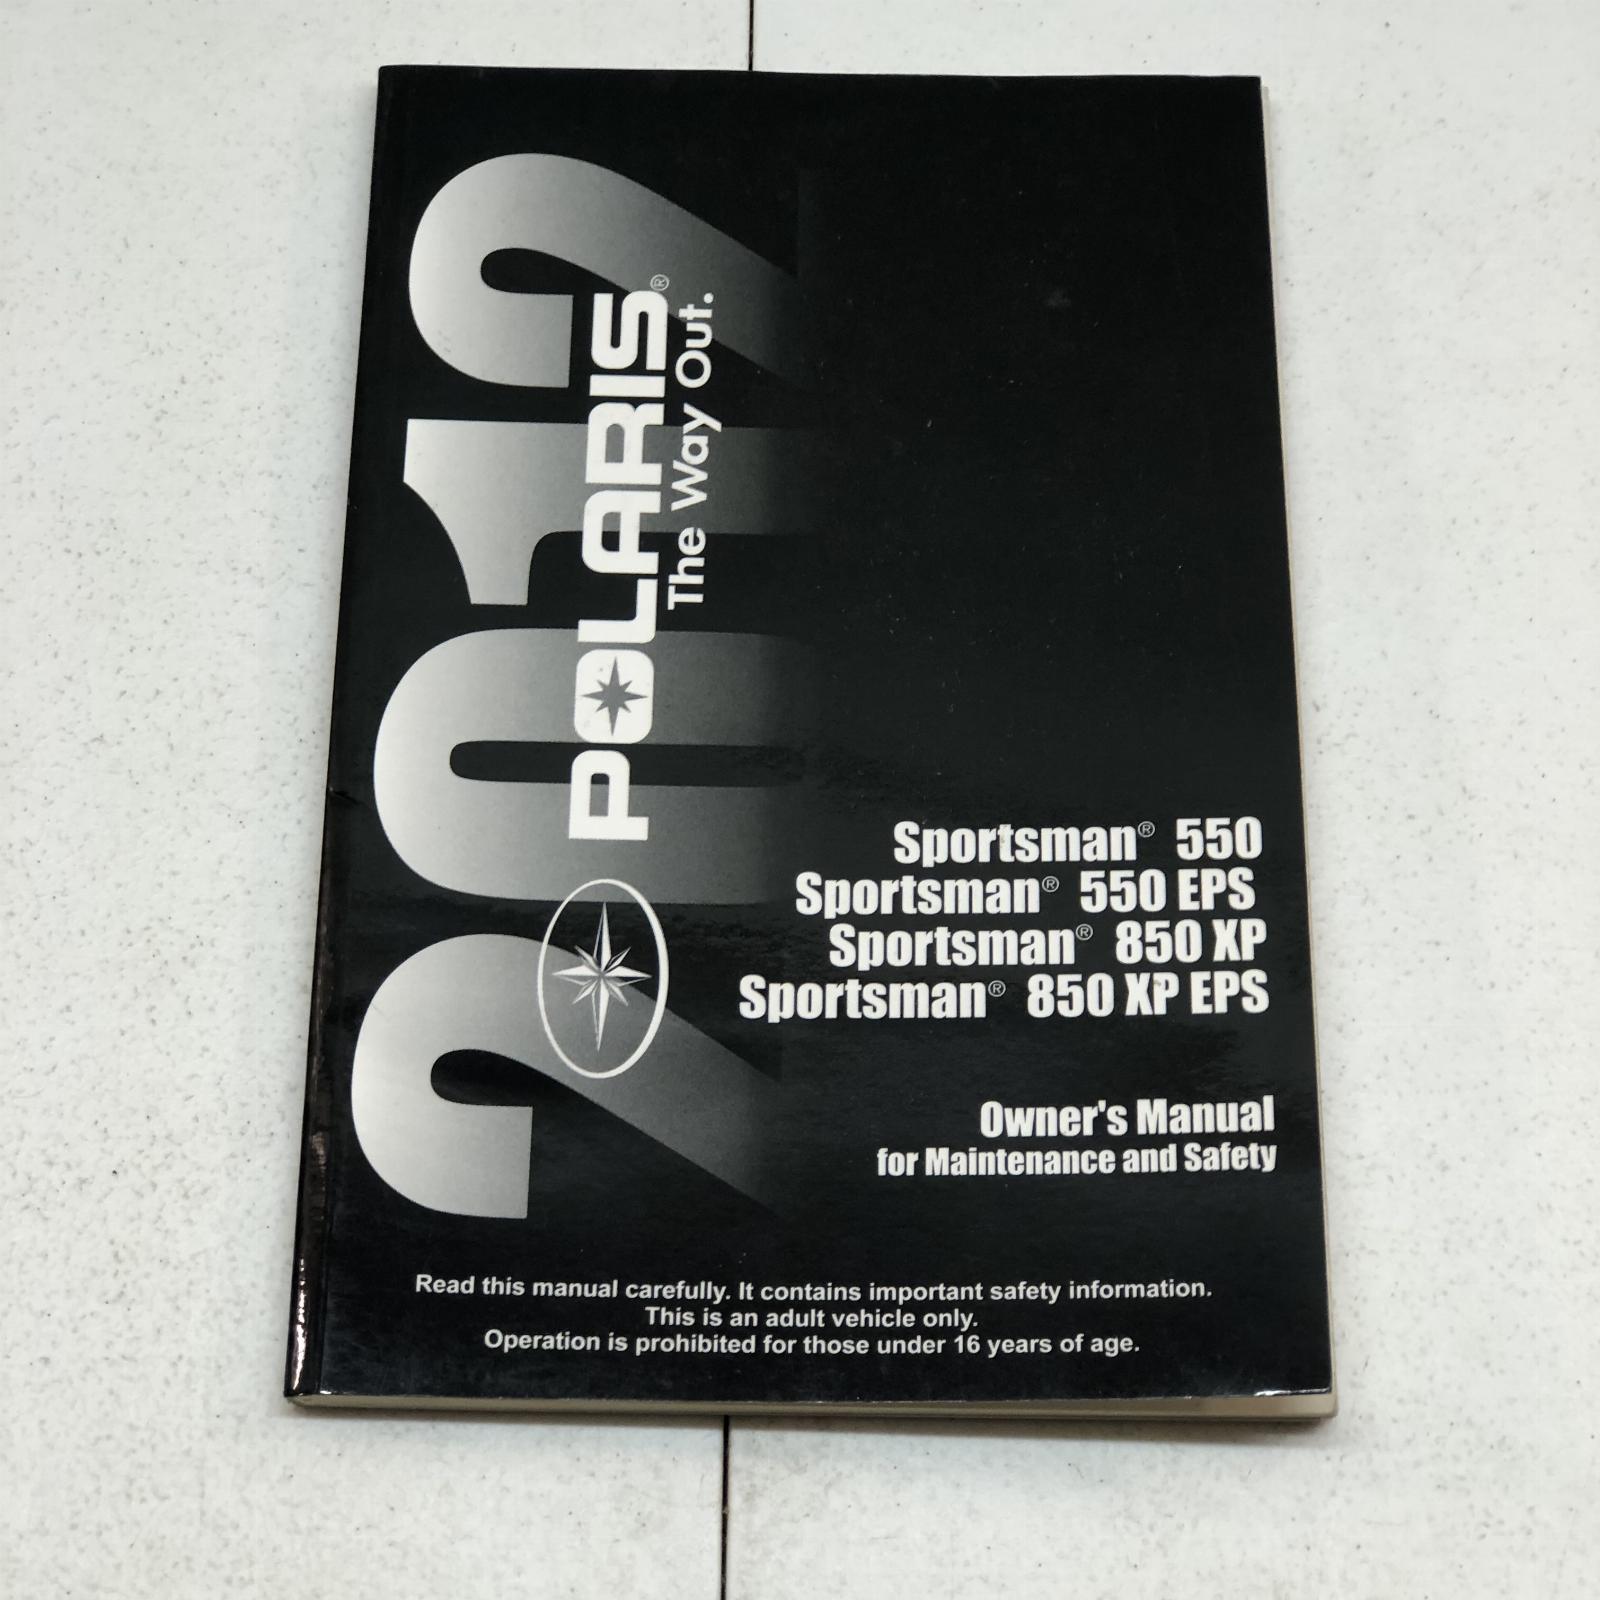 2012
POLARIS®
The Way Out.
Sportsman® 550
Sportsman® 550 EPS
Sportsman® 850 XP
Sportsman® 850 XP EPS
Owner's Manual
for Maintenance and Safety
Read this manual carefully. It contains important safety information.
This is an adult vehicle only.
Operation is prohibited for those under 16 years of age.